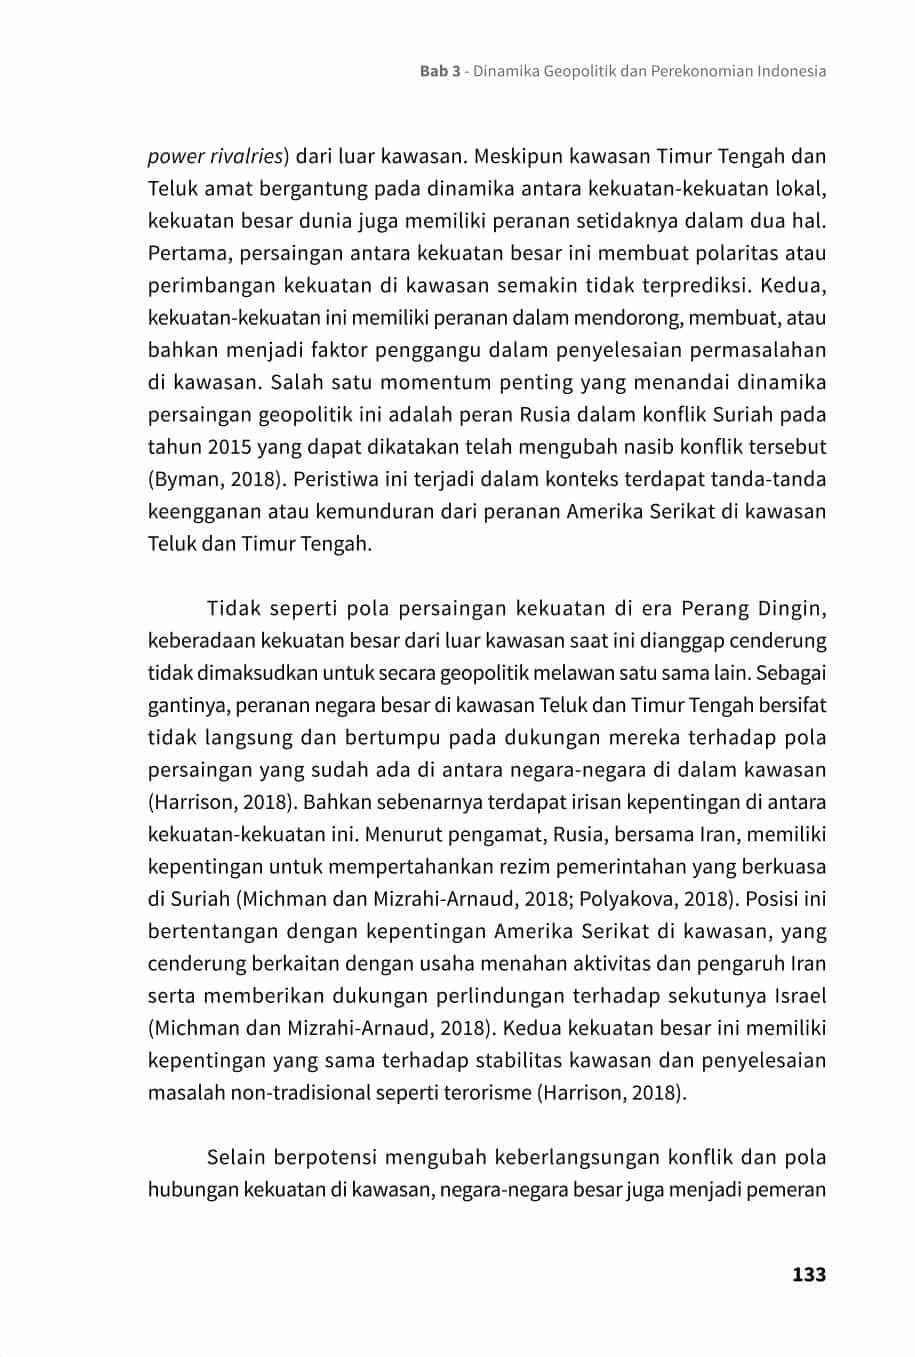 Bab 3 - Dinamika Geopolitik dan Perekonomian Indonesia
power rivalries) dari luar kawasan. Meskipun kawasan Timur Tengah dan
Teluk amat bergantung pada dinamika antara kekuatan-kekuatan lokal,
kekuatan besar dunia juga memiliki peranan setidaknya dalam dua hal.
Pertama, persaingan antara kekuatan besar ini membuat polaritas atau
perimbangan kekuatan di kawasan semakin tidak terprediksi. Kedua,
kekuatan-kekuatan ini memiliki peranan dalam mendorong, membuat, atau
bahkan menjadi faktor penggangu dalam penyelesaian permasalahan
di kawasan. Salah satu momentum penting yang menandai dinamika
persaingan geopolitik ini adalah peran Rusia dalam konflik Suriah pada
tahun 2015 yang dapat dikatakan telah mengubah nasib konflik tersebut
(Byman, 2018). Peristiwa ini terjadi dalam konteks terdapat tanda-tanda
keengganan atau kemunduran dari peranan Amerika Serikat di kawasan
Teluk dan Timur Tengah.
Tidak seperti pola persaingan kekuatan di era Perang Dingin,
keberadaan kekuatan besar dari luar kawasan saat ini dianggap cenderung
tidak dimaksudkan untuk secara geopolitik melawan satu sama lain. Sebagai
gantinya, peranan negara besar di kawasan Teluk dan Timur Tengah bersifat
tidak langsung dan bertumpu pada dukungan mereka terhadap pola
persaingan yang sudah ada di antara negara-negara di dalam kawasan
(Harrison, 2018). Bahkan sebenarnya terdapat irisan kepentingan di antara
kekuatan-kekuatan ini. Menurut pengamat, Rusia, bersama Iran, memiliki
kepentingan untuk mempertahankan rezim pemerintahan yang berkuasa
di Suriah (Michman dan Mizrahi-Arnaud, 2018; Polyakova, 2018). Posisi ini
bertentangan dengan kepentingan Amerika Serikat di kawasan, yang
cenderung berkaitan dengan usaha menahan aktivitas dan pengaruh Iran
serta memberikan dukungan perlindungan terhadap sekutunya Israel
(Michman dan Mizrahi-Arnaud, 2018). Kedua kekuatan besar ini memiliki
kepentingan yang sama terhadap stabilitas kawasan dan penyelesaian
masalah non-tradisional seperti terorisme (Harrison, 2018).
Selain berpotensi mengubah keberlangsungan konflik dan pola
hubungan kekuatan di kawasan, negara-negara besar juga menjadi pemeran
133